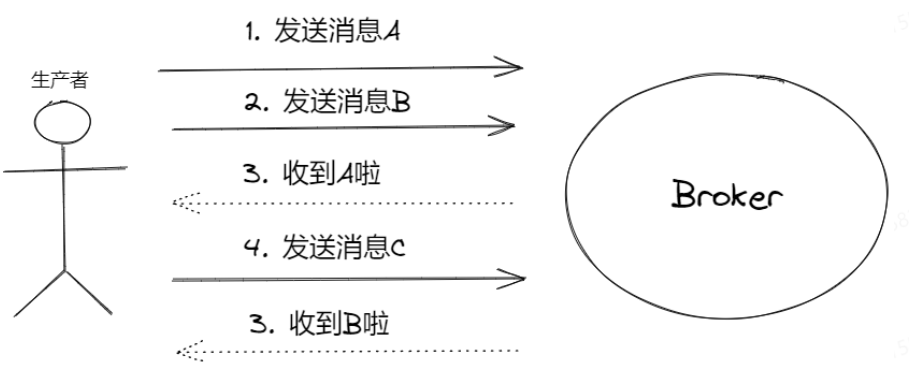 1. 发送消息A
生产者
2. 发送消息B
3. 收到A啦
Broker
4. 发送消息C
3. 收到B啦